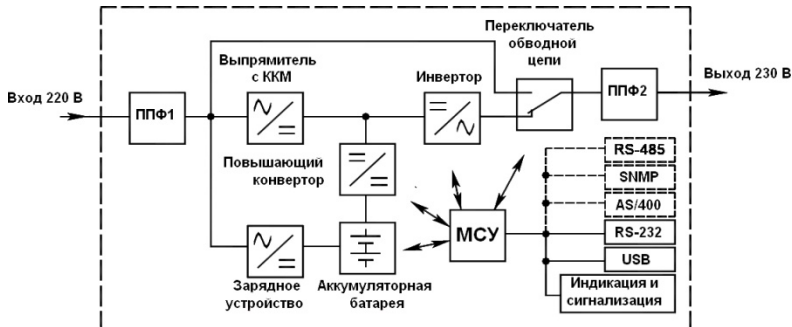 Переключатель
обводной
цепи
Выпрямитель
с ККМ
Инвертор
Вход 220 В
ППФ1
ППФ2
Выход 230 В
Повышающий
конвертор
RS-485
SNMP
AS/400
МСУ
RS-232
USB
Зарядное
устройство
Аккумуляторная
батарея
Индикация и
сигнализация